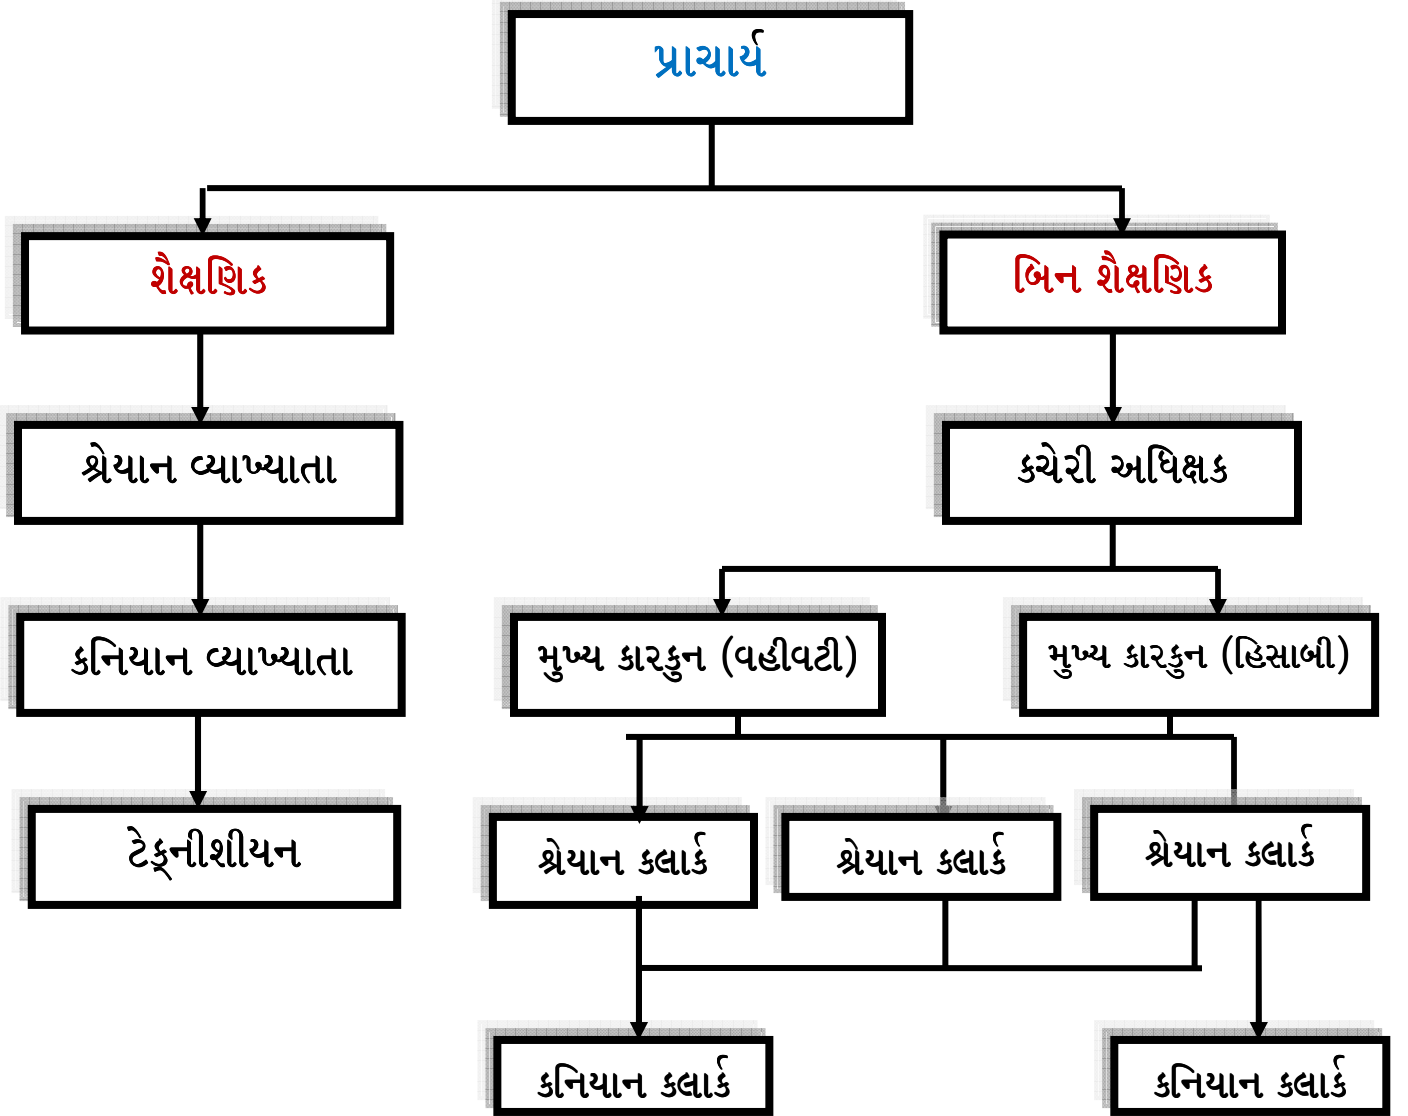 પ્રાચાર્ય
શૈક્ષણિક
બિન શૈક્ષણિક
શ્રેયાન વ્યાખ્યાતા
કચેરી અધિક્ષક
કનિયાન વ્યાખ્યાતા
મુખ્ય કારકુન (વહીવટી)
મુખ્ય કારકુન (હિસાબી)
ટેક્નીશીયન
શ્રેયાન કલાર્ક
શ્રેયાન કલાર્ક
શ્રેયાન કલાર્ક
કનિયાન કલાર્ક
કનિયાન કલાર્ક